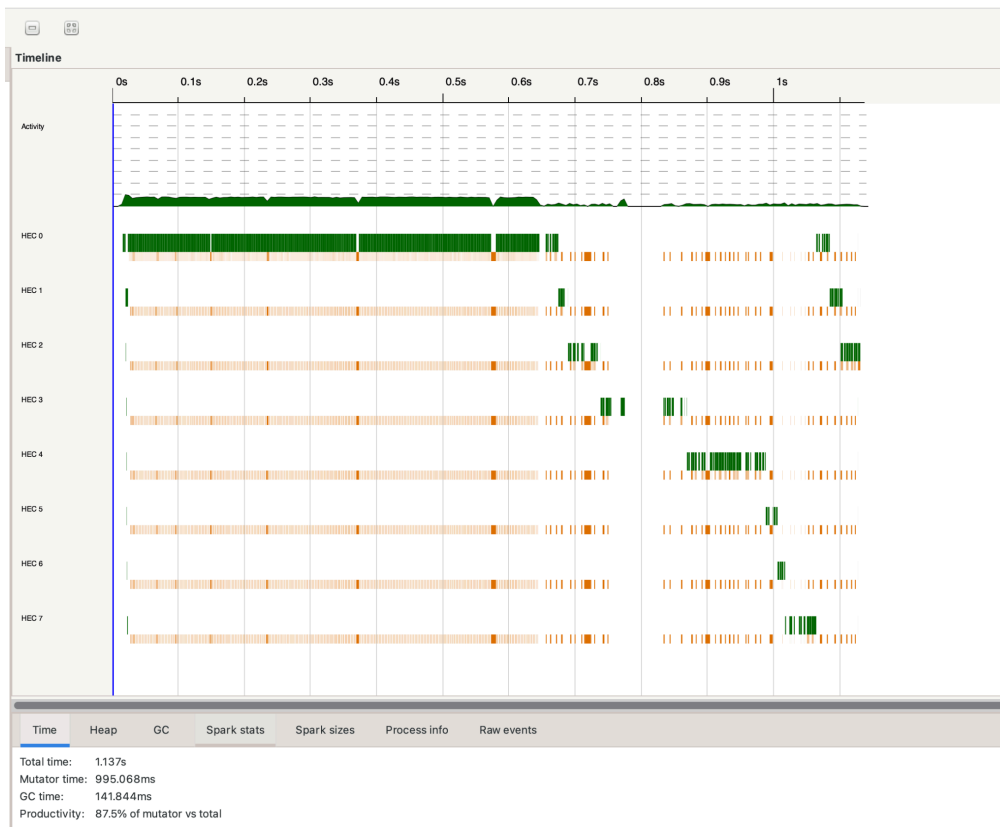 Timeline
0s 0.1s 0.2s 0.3s 0.4s 0.5s 0.6s 0.7s 0.8s 0.9s 1s
Activity
HEC 0
HEC 1
HEC 2
HEC 3
HEC 4
HEC 5
HEC 6
HEC 7
Time Heap GC Spark stats Spark sizes Process info Raw events
Total time: 1.137s
Mutator time: 995.068ms
GC time: 141.844ms
Productivity: 87.5% of mutator vs total